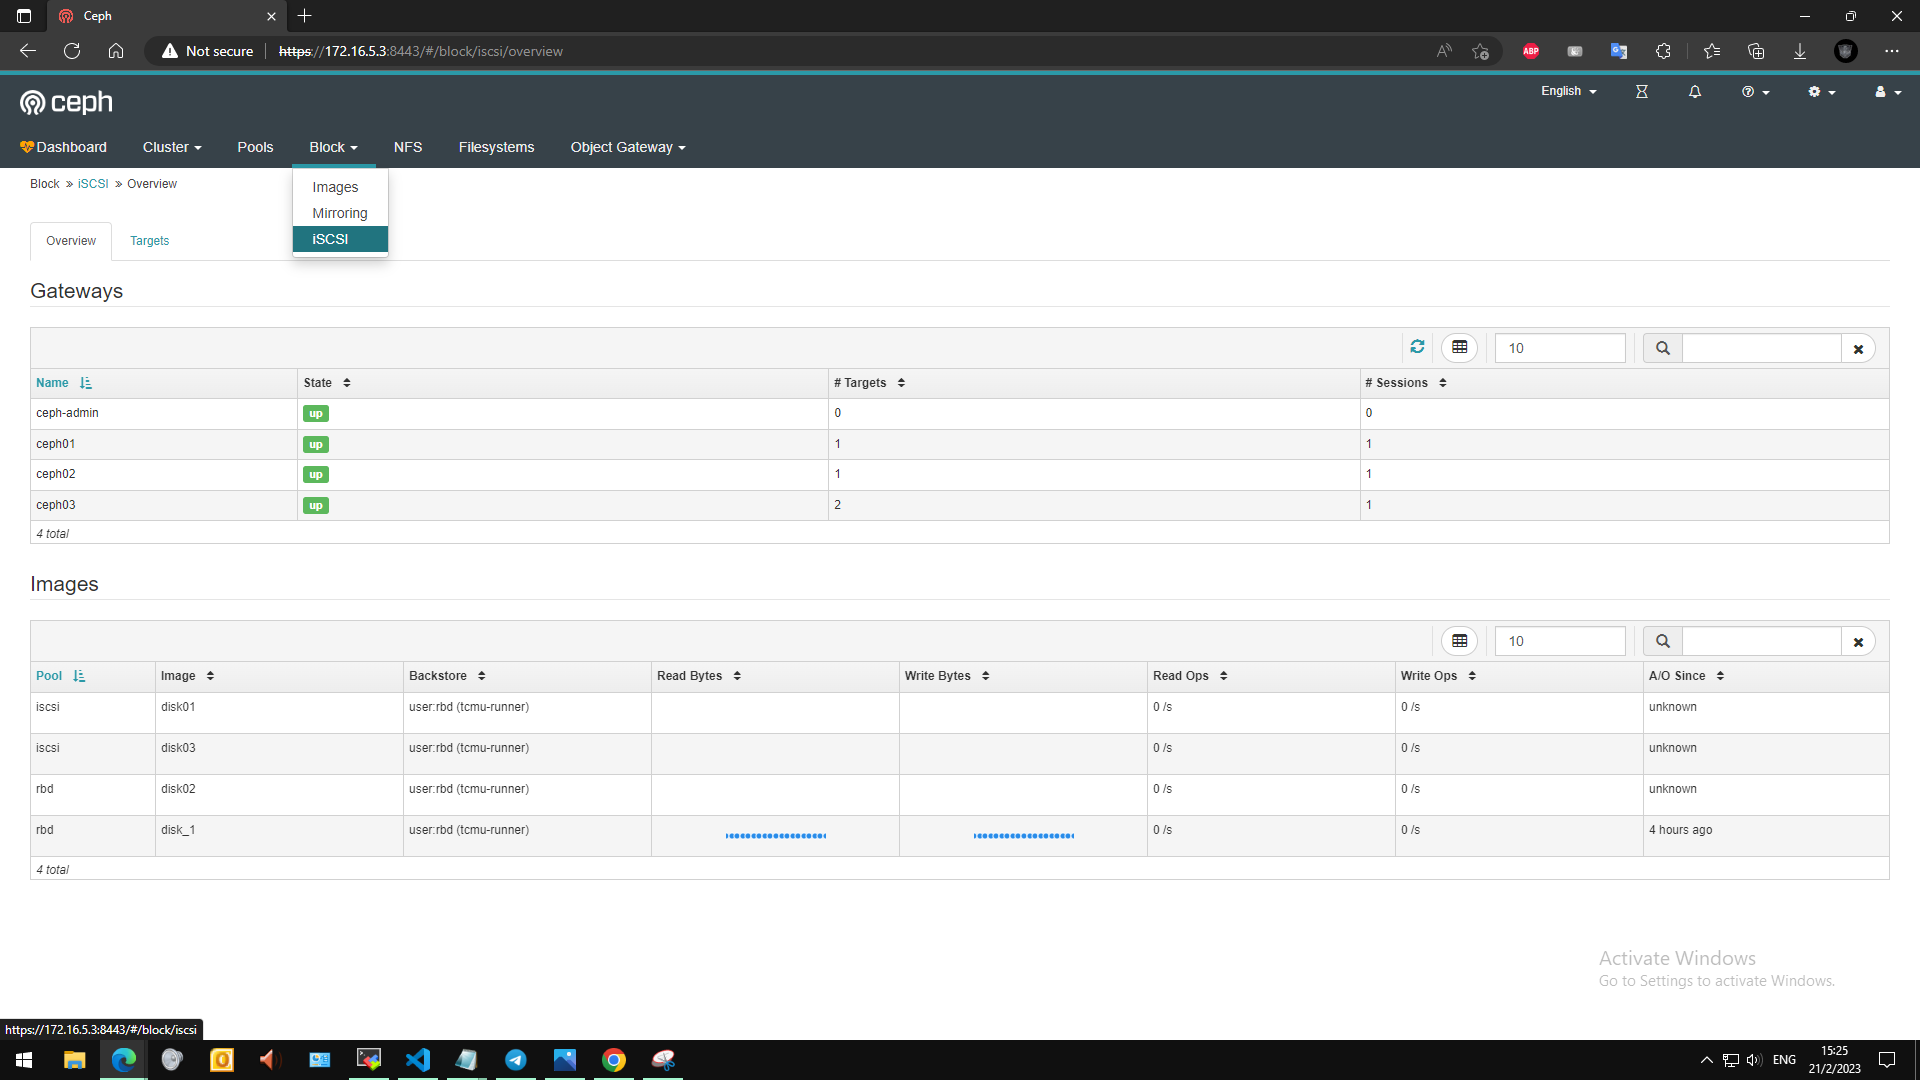 Ceph
Not secure https://172.16.5.3:8443/#/block/iscsi/overview
ABP
ceph
English
Dashboard Cluster Pools Block NFS Filesystems Object Gateway
Block » iSCSI » Overview
Images
Mirroring
iSCSI
Overview Targets
Gateways
10
Name State # Targets # Sessions
ceph-admin up 0 0
ceph01 up 1 1
ceph02 up 1 1
ceph03 up 2 1
4 total
Images
10
Pool Image Backstore Read Bytes Write Bytes Read Ops Write Ops A/O Since
iscsi disk01 user:rbd (tcmu-runner) 0 /s 0 /s unknown
iscsi disk03 user:rbd (tcmu-runner) 0 /s 0 /s unknown
rbd disk02 user:rbd (tcmu-runner) 0 /s 0 /s unknown
rbd disk_1 user:rbd (tcmu-runner) 0 /s 0 /s 4 hours ago
4 total
Activate Windows
Go to Settings to activate Windows.
https://172.16.5.3:8443/#/block/iscsi
ENG
15:25
21/2/2023